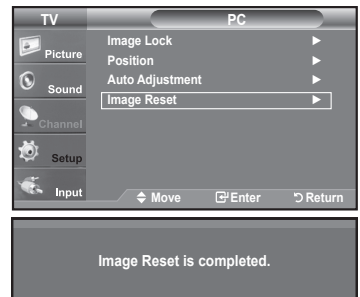 TV PC
Picture
Sound
Channel
Setup
Input
Image Lock
Position
Auto Adjustment
Image Reset
Move Enter Return
Image Reset is completed.